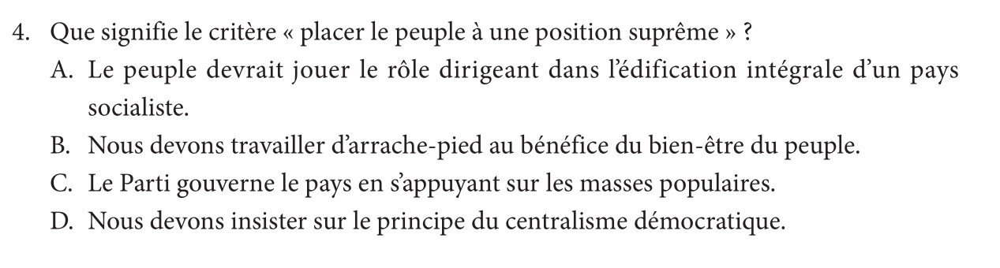 4. Que signifie le critère « placer le peuple à une position suprême » ?
A. Le peuple devrait jouer le rôle dirigeant dans l’édification intégrale d’un pays
socialiste.
B. Nous devons travailler d’arrache-pied au bénéfice du bien-être du peuple.
C. Le Parti gouverne le pays en s’appuyant sur les masses populaires.
D. Nous devons insister sur le principe du centralisme démocratique.